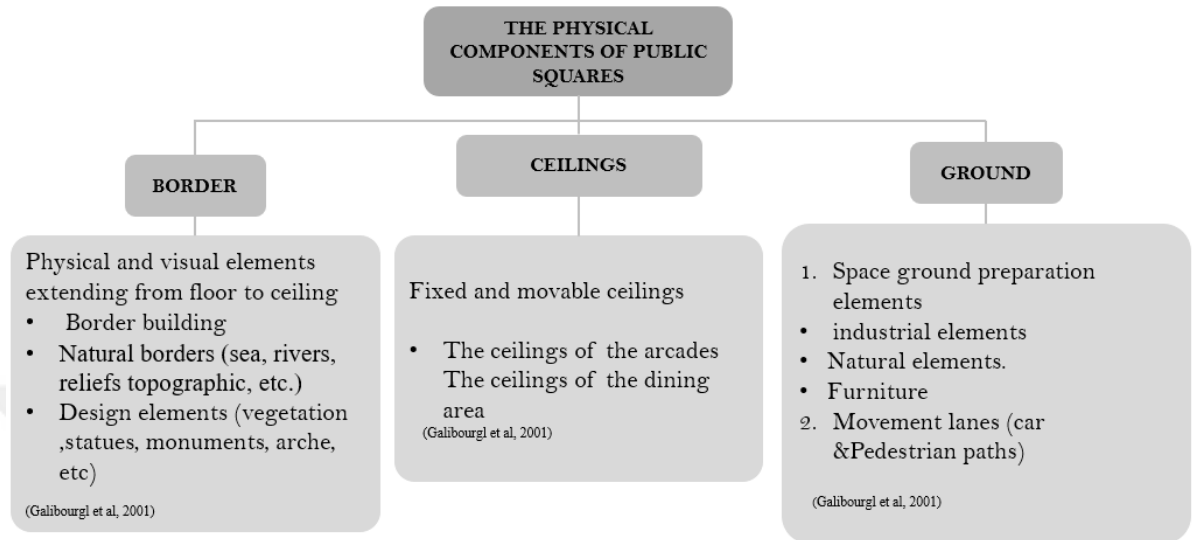 THE PHYSICAL
COMPONENTS OF PUBLIC
SQUARES
BORDER
Physical and visual elements
extending from floor to ceiling
• Border building
• Natural borders (sea, rivers,
reliefs topographic, etc.)
• Design elements (vegetation
,statues, monuments, arche,
etc)
(Galibourgl et al, 2001)
CEILINGS
Fixed and movable ceilings
• The ceilings of the arcades
The ceilings of the dining
area
(Galibourgl et al, 2001)
GROUND
1. Space ground preparation
elements
• industrial elements
• Natural elements.
• Furniture
2. Movement lanes (car
&Pedestrian paths)
(Galibourgl et al, 2001)